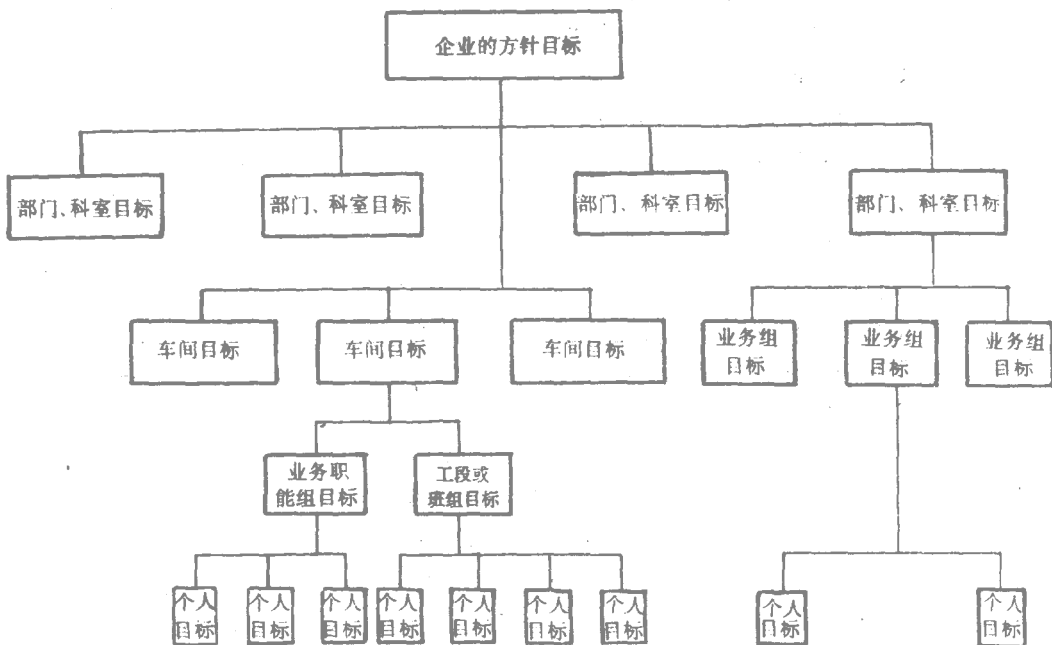 企业的方针目标
部门、科室目标
部门、科室目标
部门、科室目标
部门、科室目标
车间目标
车间目标
车间目标
业务组
目标
业务组
目标
业务组
目标
业务职
能组目标
工段或
班组目标
个人
目标
个人
目标
个人
目标
个人
目标
个人
目标
个人
目标
个人
目标
个人
目标
个人
目标